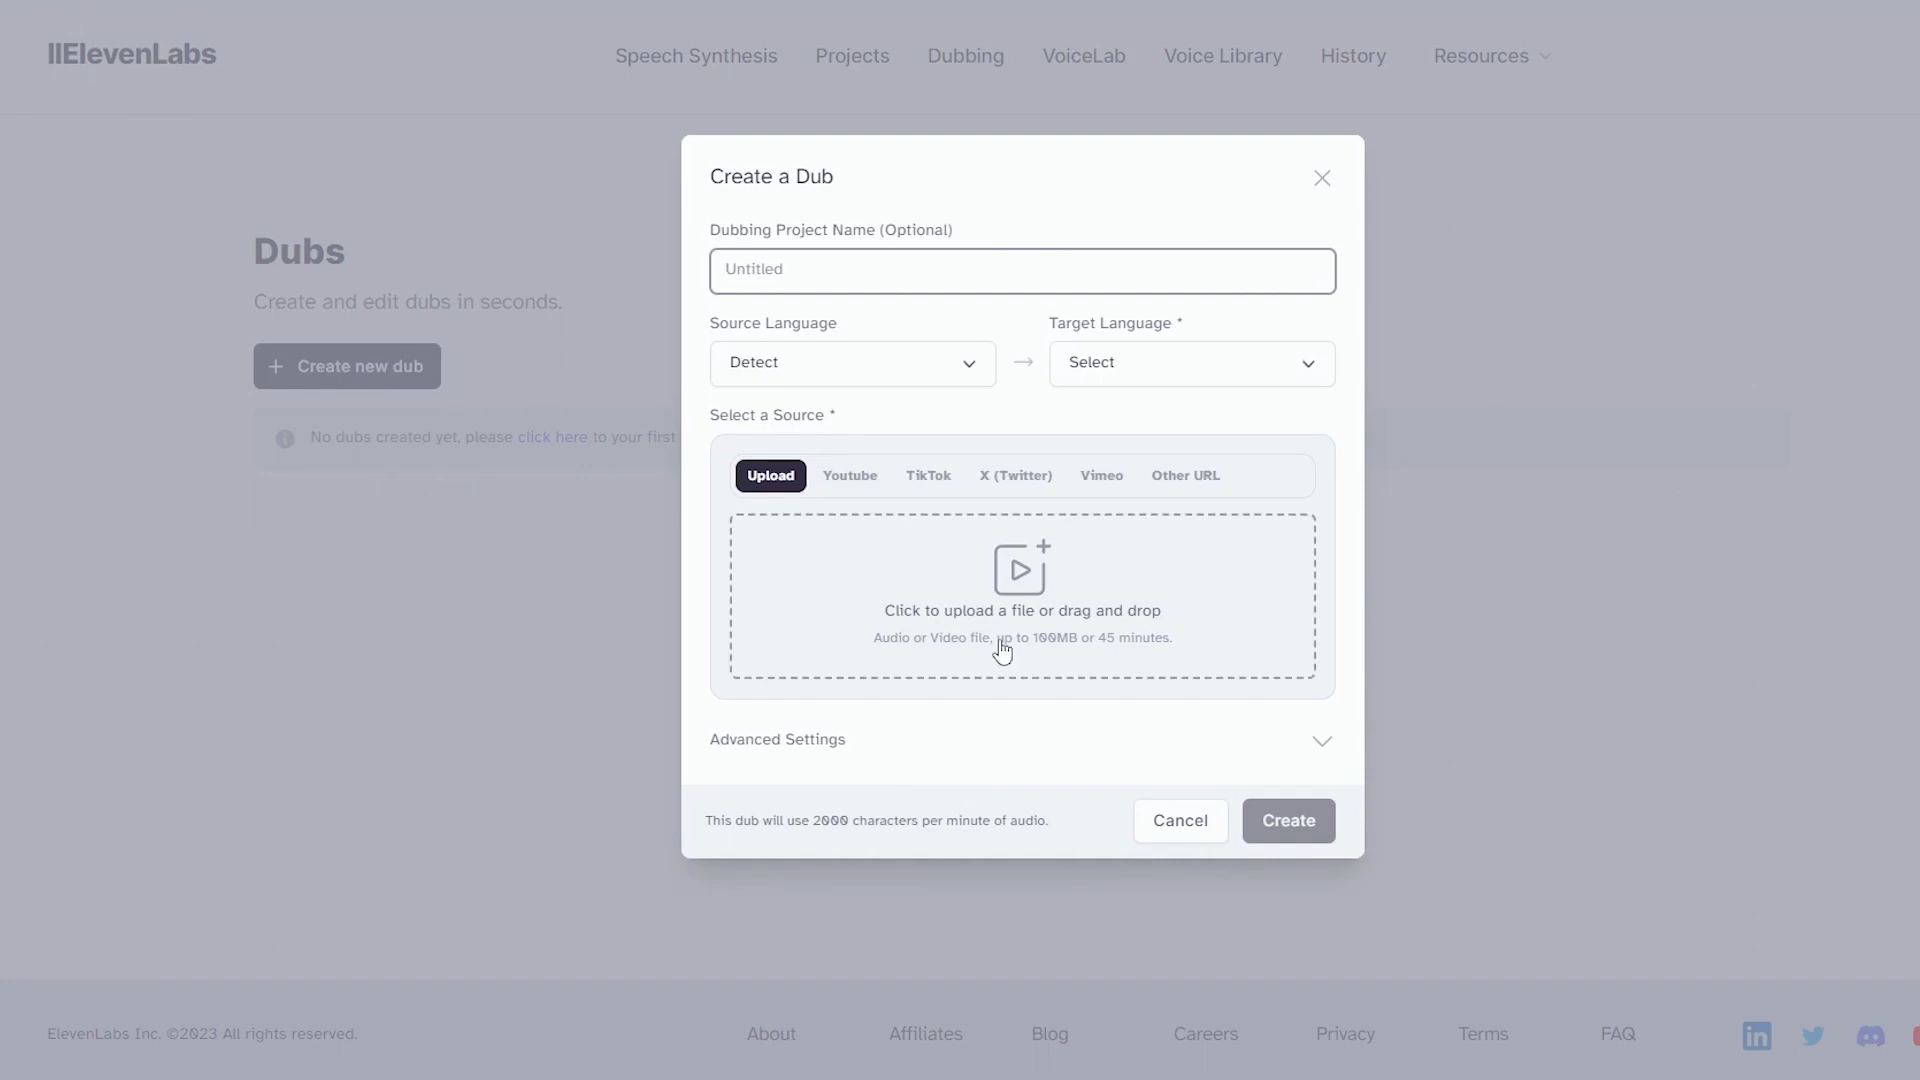 IIElevenLabs
Speech Synthesis Projects Dubbing VoiceLab Voice Library History Resources
Dubs
Create and edit dubs in seconds.
+ Create new dub
No dubs created yet, please click here to your first
Create a Dub
Dubbing Project Name (Optional)
Untitled
Source Language Target Language *
Detect → Select
Select a Source *
Upload Youtube TikTok X (Twitter) Vimeo Other URL
Click to upload a file or drag and drop
Audio or Video file, up to 100MB or 45 minutes.
Advanced Settings
This dub will use 2000 characters per minute of audio.
Cancel Create
ElevenLabs Inc. ©2023 All rights reserved. About Affiliates Blog Careers Privacy Terms FAQ in